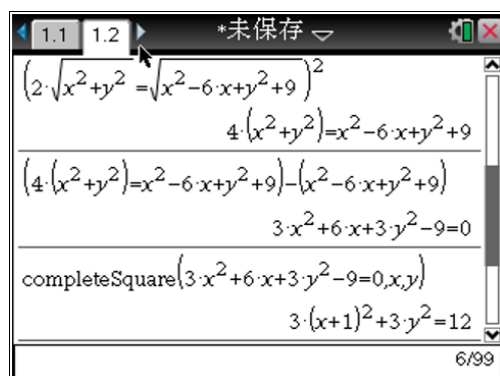 1.1 1.2 *未保存
(2·√(x²+y²) =√(x²−6·x+y²+9))²
4·(x²+y²)=x²−6·x+y²+9
(4·(x²+y²)=x²−6·x+y²+9)−(x²−6·x+y²+9)
3·x²+6·x+3·y²−9=0
completeSquare(3·x²+6·x+3·y²−9=0,x,y)
3·(x+1)²+3·y²=12
6/99